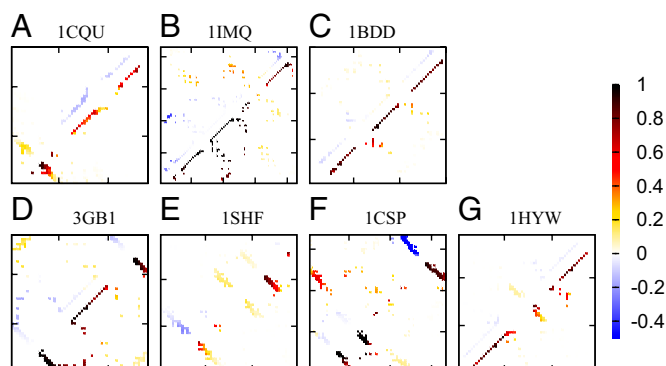 A 1CQU
B 1IMQ
C 1BDD
D 3GB1
E 1SHF
F 1CSP
G 1HYW
1
0.8
0.6
0.4
0.2
0
-0.2
-0.4